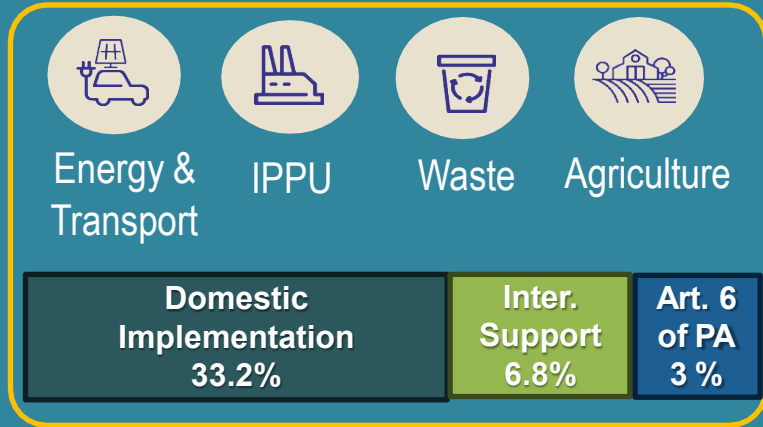 Energy &
Transport
IPPU
Waste
Agriculture
Domestic
Implementation
33.2%
Inter.
Support
6.8%
Art. 6
of PA
3 %